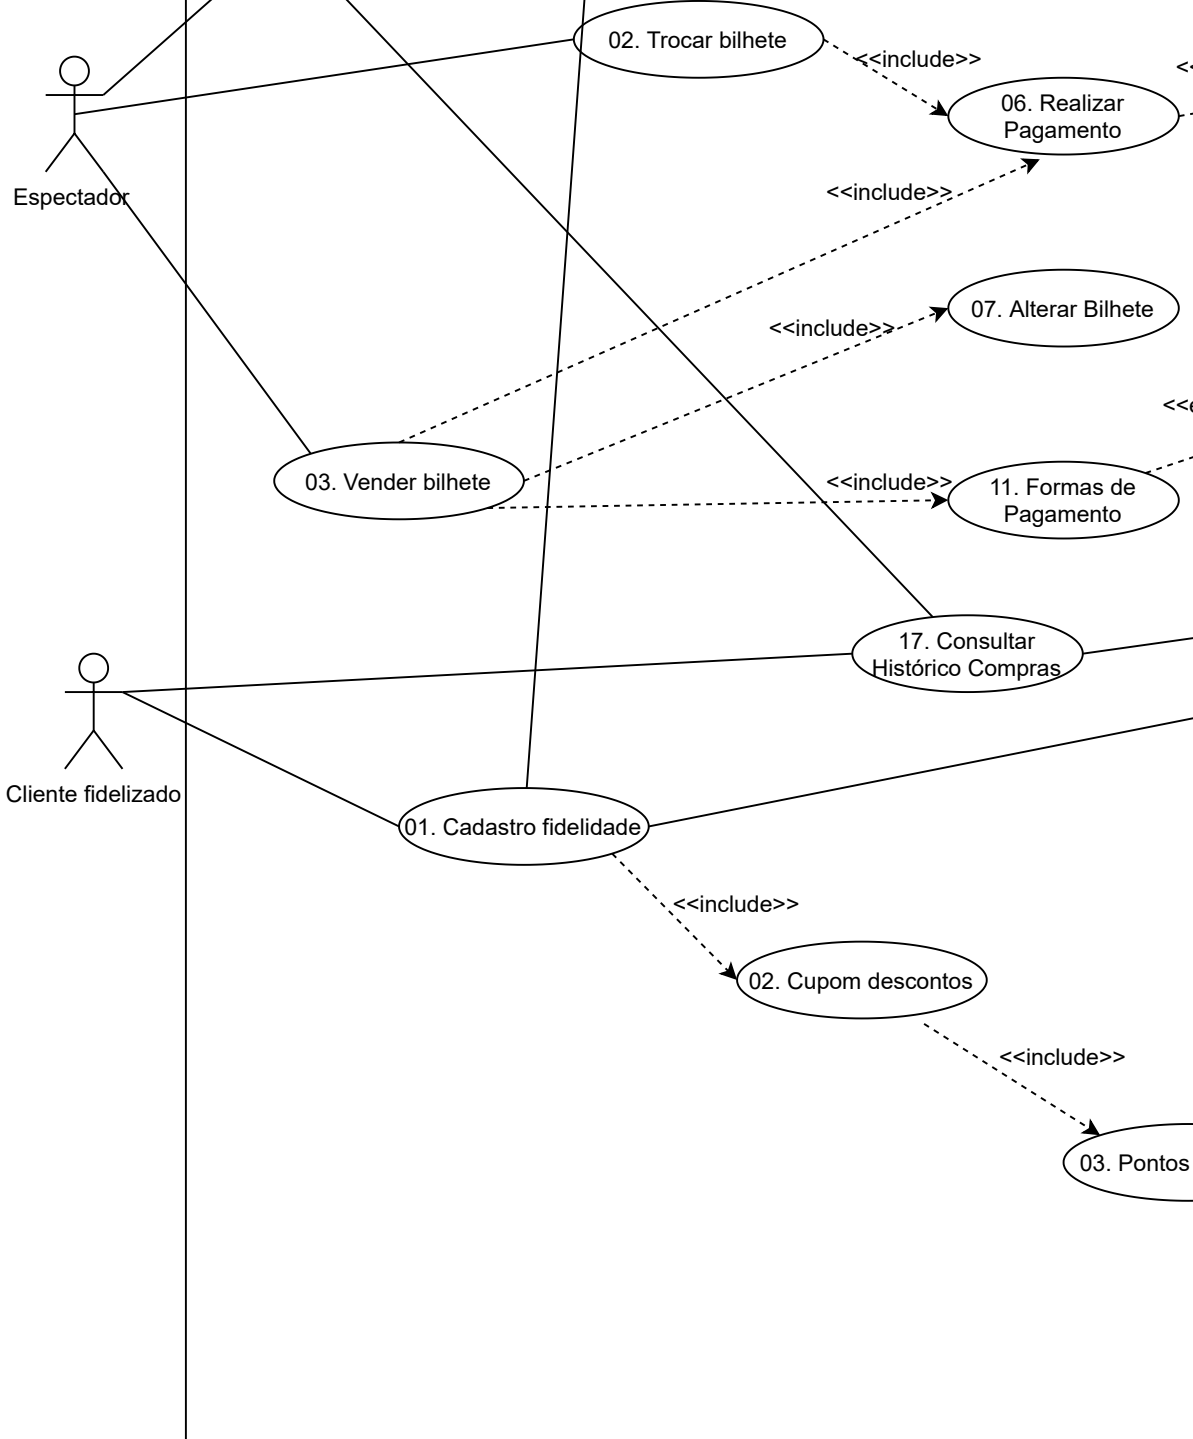 02. Trocar bilhete
<<include>>
<<
06. Realizar
Pagamento
Espectador
<<include>>
07. Alterar Bilhete
<<include>>
<<e
03. Vender bilhete
<<include>>
11. Formas de
Pagamento
17. Consultar
Histórico Compras
Cliente fidelizado
01. Cadastro fidelidade
<<include>>
02. Cupom descontos
<<include>>
03. Pontos